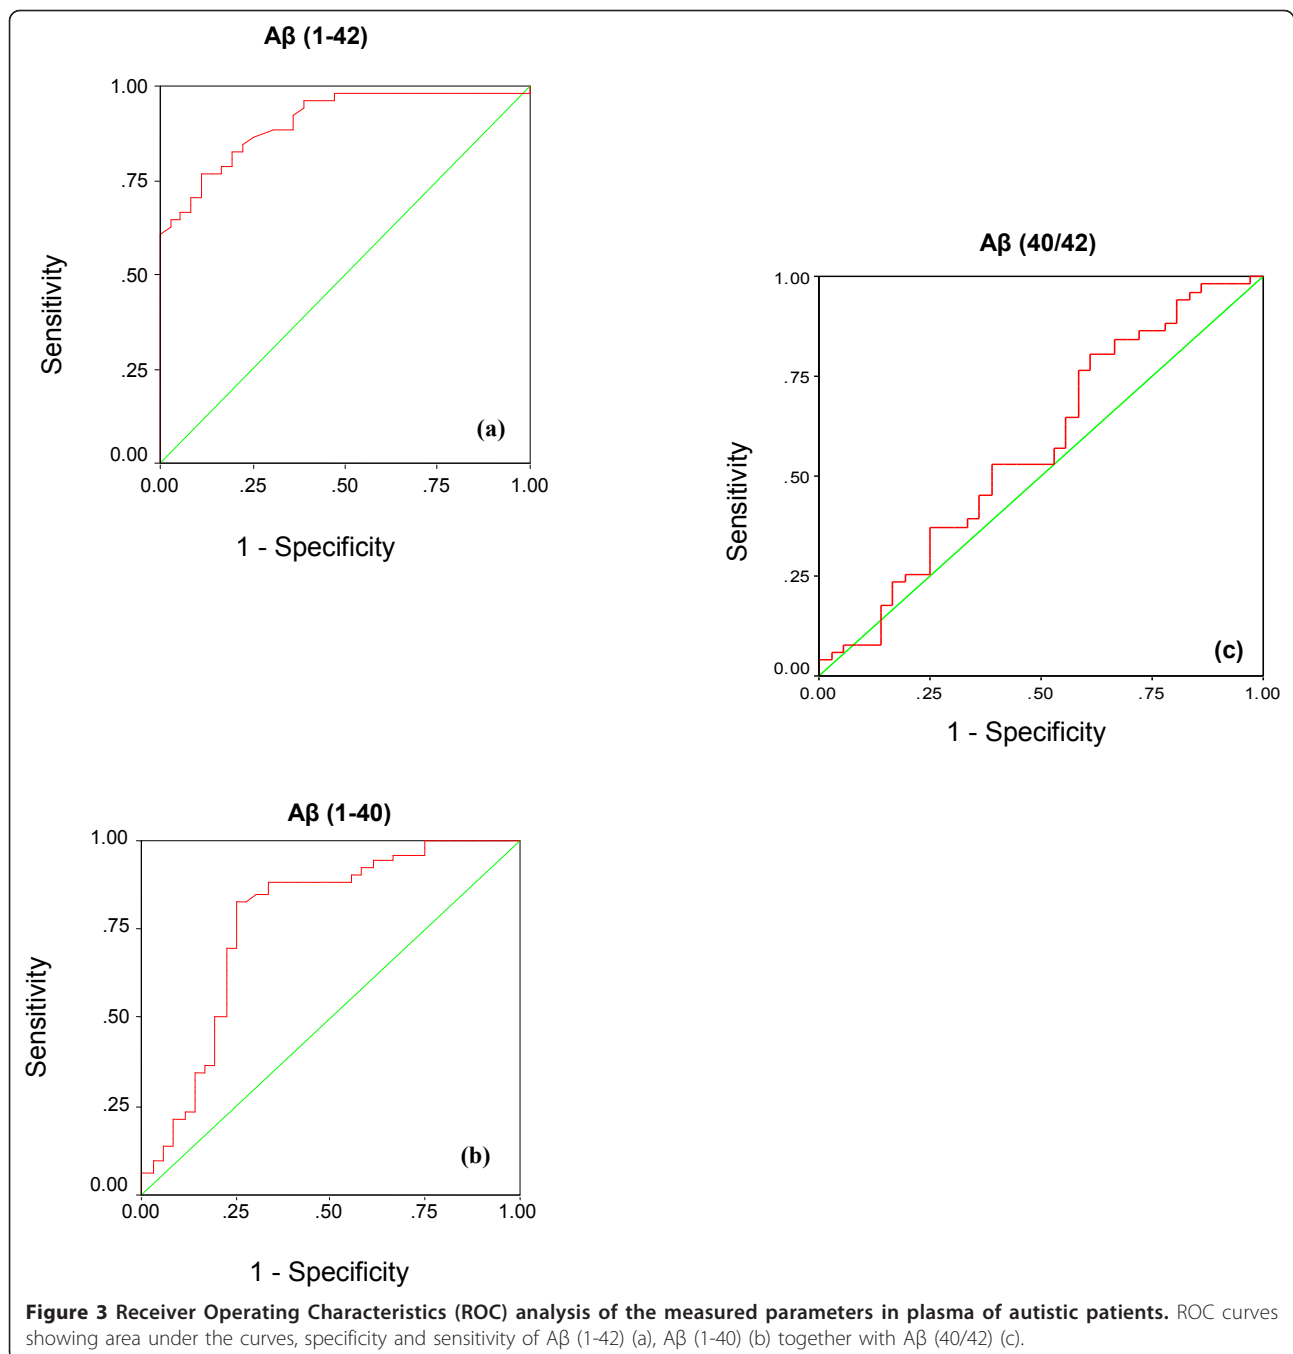 Aβ (1-42)
1.00
.75
.50
.25
0.00
Sensitivity
(a)
0.00 .25 .50 .75 1.00
1 - Specificity
Aβ (40/42)
1.00
.75
.50
.25
0.00
Sensitivity
(c)
0.00 .25 .50 .75 1.00
1 - Specificity
Aβ (1-40)
1.00
.75
.50
.25
0.00
Sensitivity
(b)
0.00 .25 .50 .75 1.00
1 - Specificity
Figure 3 Receiver Operating Characteristics (ROC) analysis of the measured parameters in plasma of autistic patients. ROC curves
showing area under the curves, specificity and sensitivity of Aβ (1-42) (a), Aβ (1-40) (b) together with Aβ (40/42) (c).